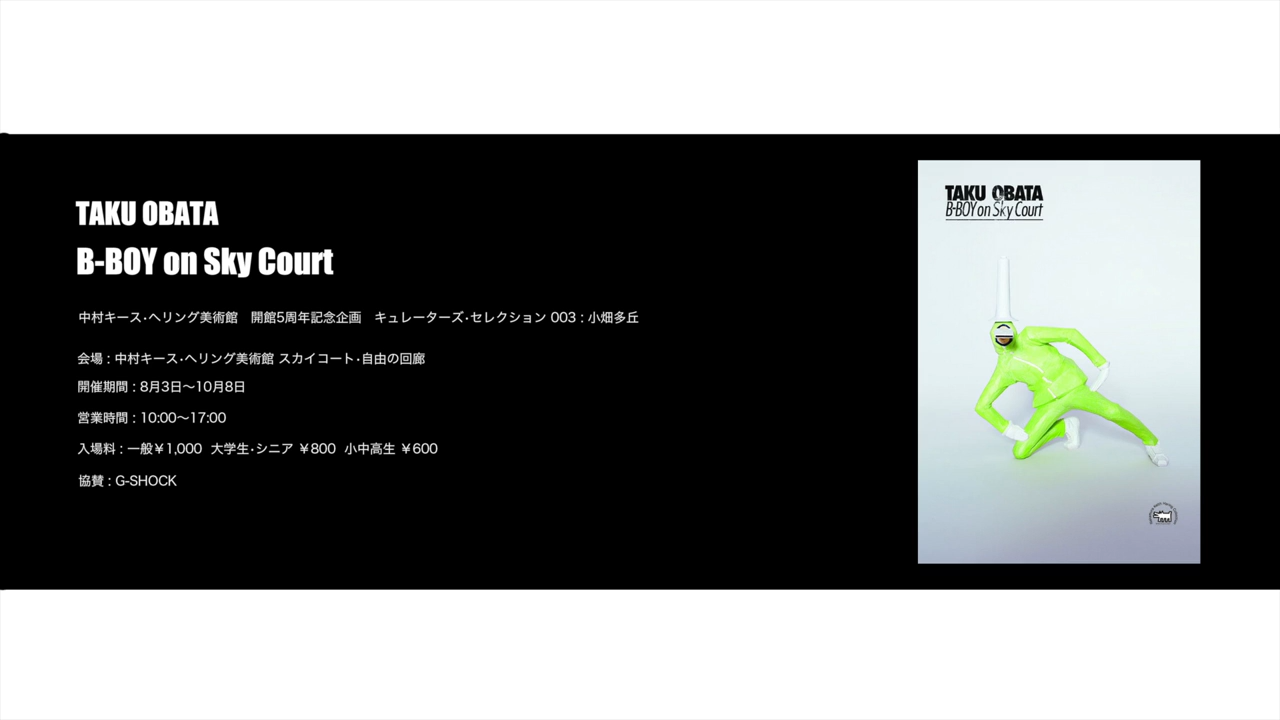 TAKU OBATA
B-BOY on Sky Court
中村キース·ヘリング美術館　開館5周年記念企画　キュレーターズ·セレクション 003 : 小畑多丘
会場 : 中村キース·ヘリング美術館 スカイコート·自由の回廊
開催期間 : 8月3日〜10月8日
営業時間 : 10:00〜17:00
入場料 : 一般￥1,000 大学生·シニア ￥800 小中高生 ￥600
協賛 : G-SHOCK
TAKU OBATA
B-BOY on Sky Court